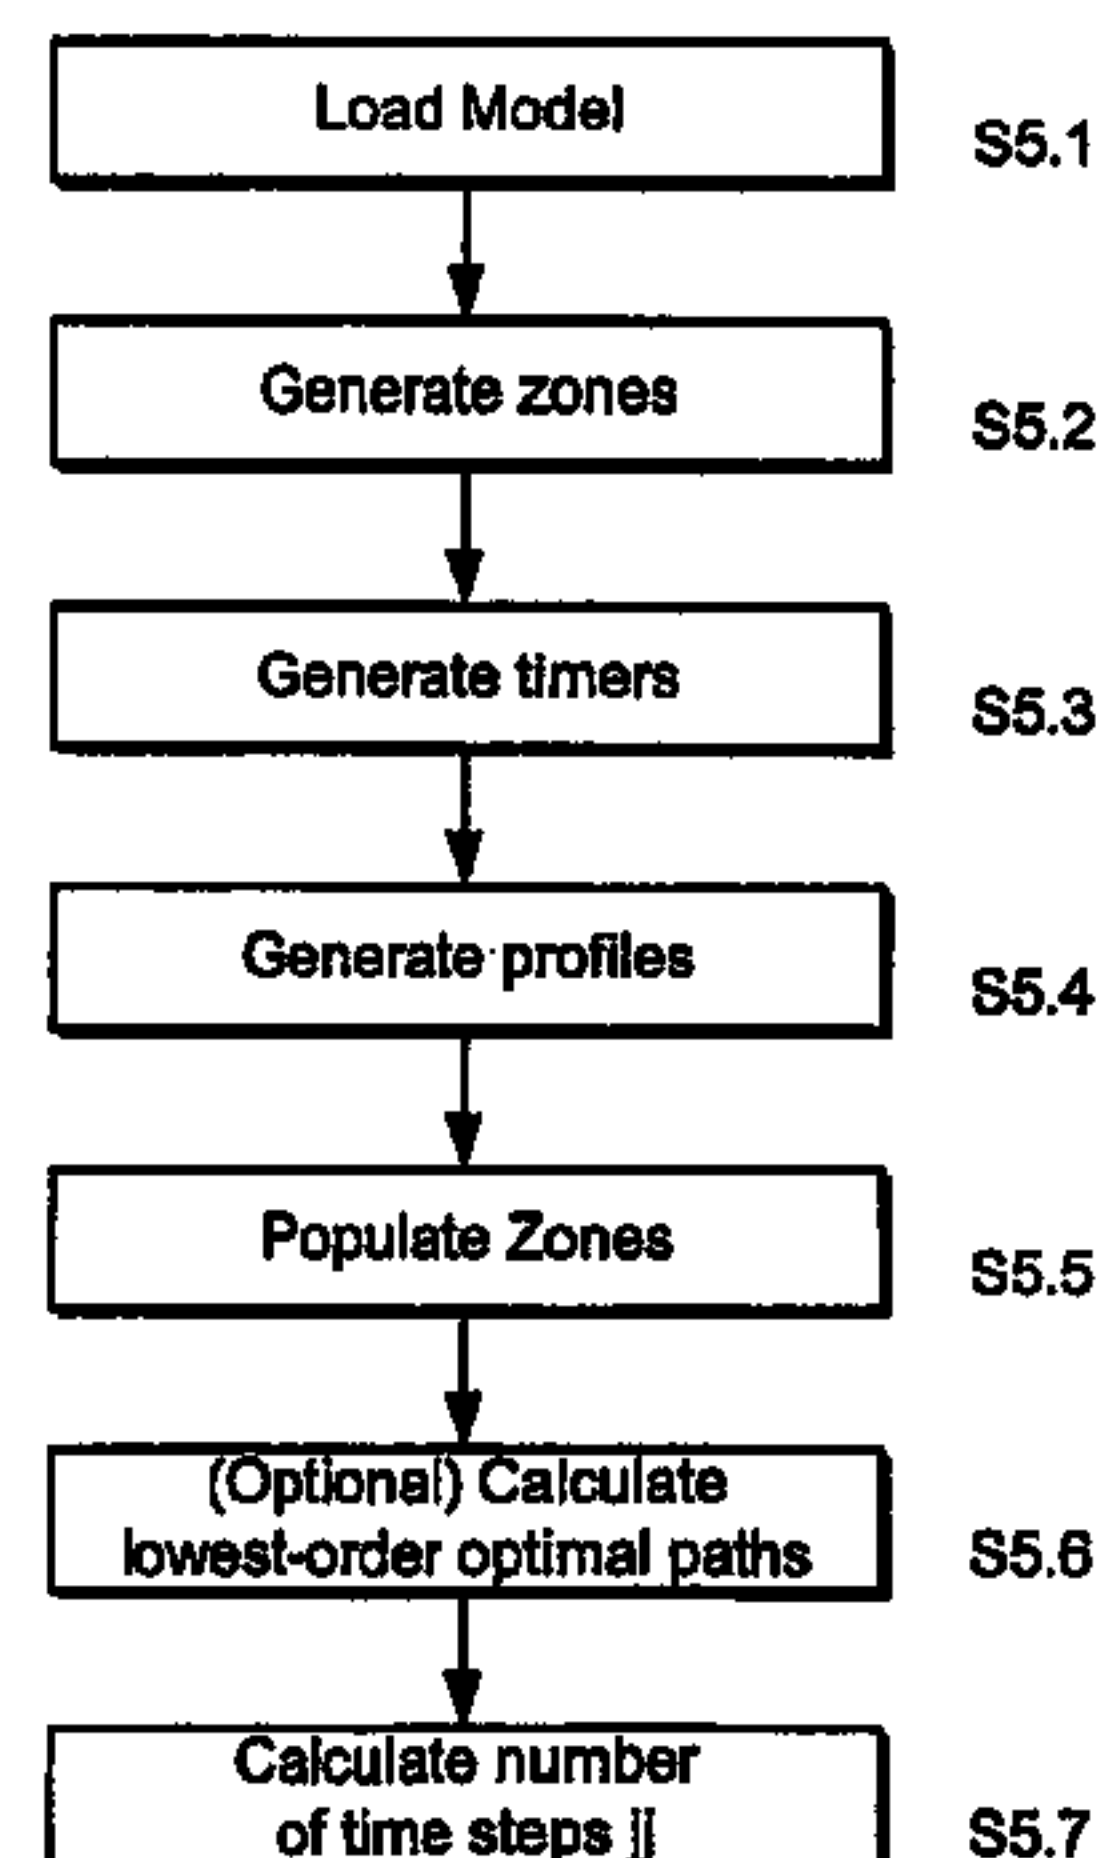 Load Model
S5.1
Generate zones
S5.2
Generate timers
S5.3
Generate profiles
S5.4
Populate Zones
S5.5
(Optional) Calculate
lowest-order optimal paths
S5.6
Calculate number
of time steps
S5.7